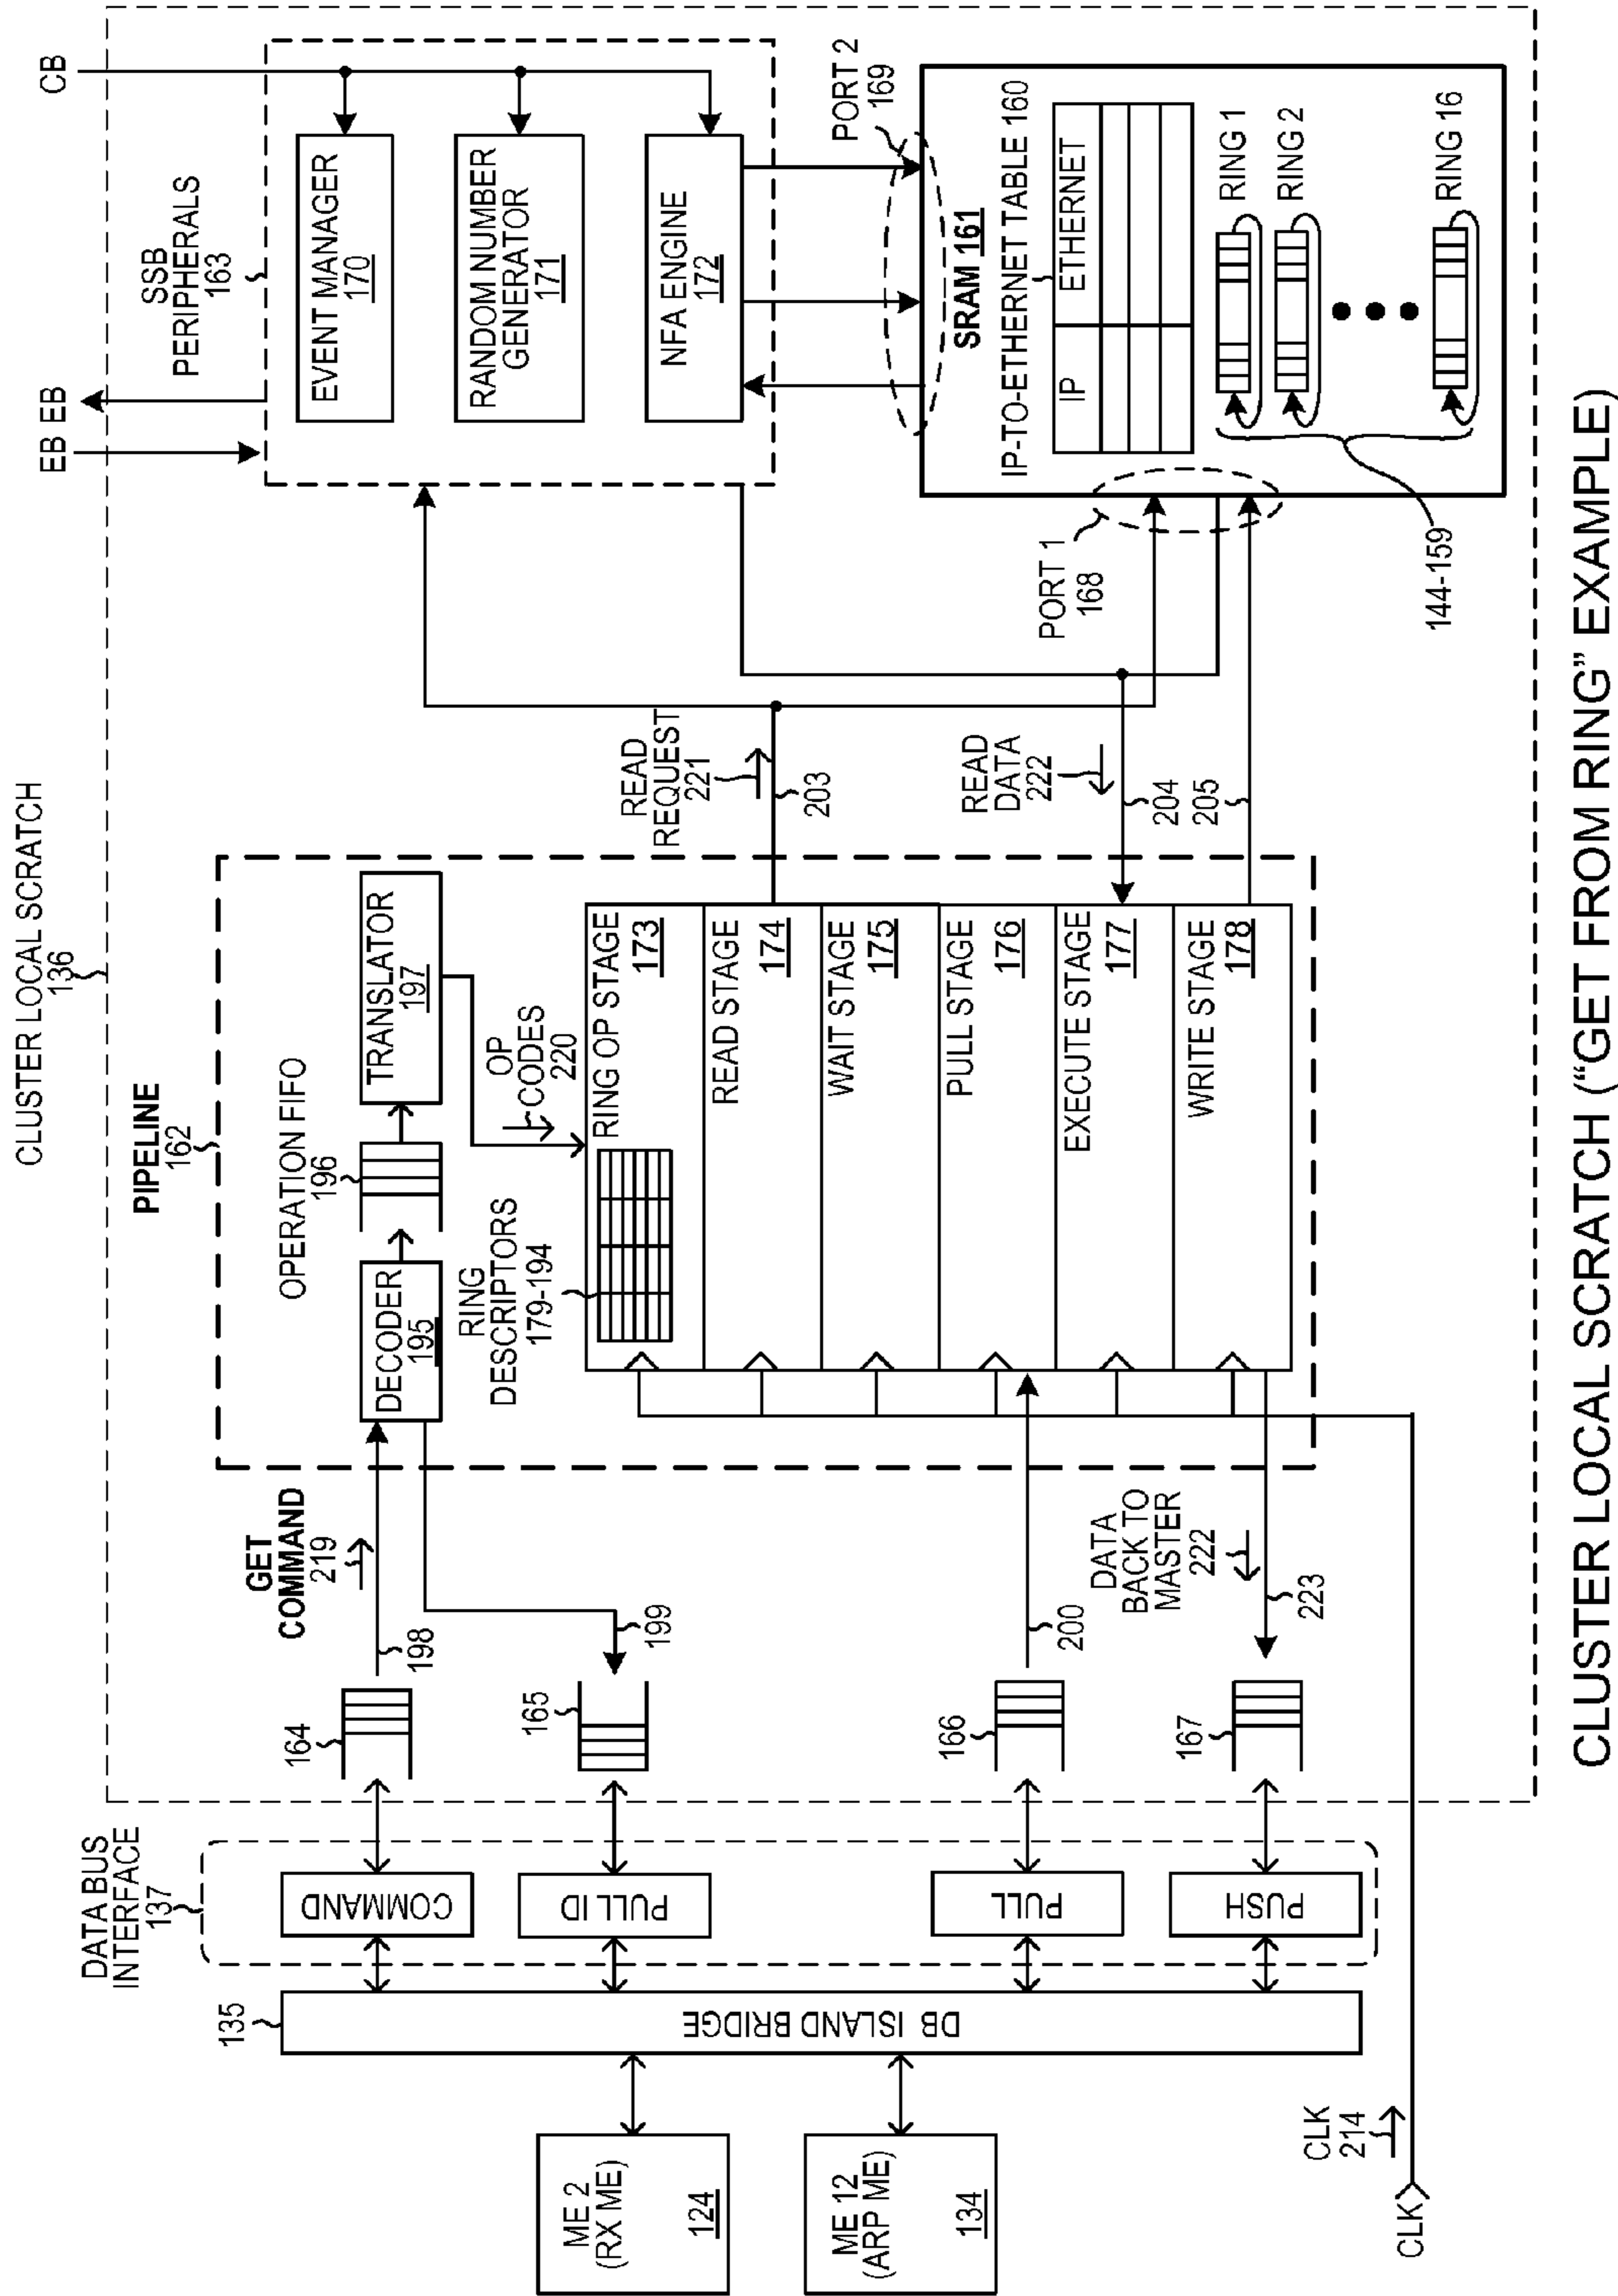 CLUSTER LOCAL SCRATCH
136
PIPELINE
162
DATA BUS
INTERFACE
137
135
DB ISLAND BRIDGE
COMMAND
PULL ID
PULL
PUSH
ME 2
(RX ME)
124
ME 12
(ARP ME)
134
CLK
CLK
214
164
165
166
167
198
199
200
223
GET
COMMAND
219
DATA
BACK TO
MASTER
222
DECODER
195
OPERATION FIFO
196
TRANSLATOR
197
OP
CODES
220
RING
DESCRIPTORS
179-194
RING OP STAGE
173
READ STAGE
174
WAIT STAGE
175
PULL STAGE
176
EXECUTE STAGE
177
WRITE STAGE
178
READ
REQUEST
221
203
READ
DATA
222
204
205
EB EB
CB
SSB
PERIPHERALS
163
EVENT MANAGER
170
RANDOM NUMBER
GENERATOR
171
NFA ENGINE
172
PORT 2
169
PORT 1
168
SRAM 161
IP-TO-ETHERNET TABLE 160
IP
ETHERNET
RING 1
RING 2
RING 16
144-159
CLUSTER LOCAL SCRATCH (“GET FROM RING” EXAMPLE)